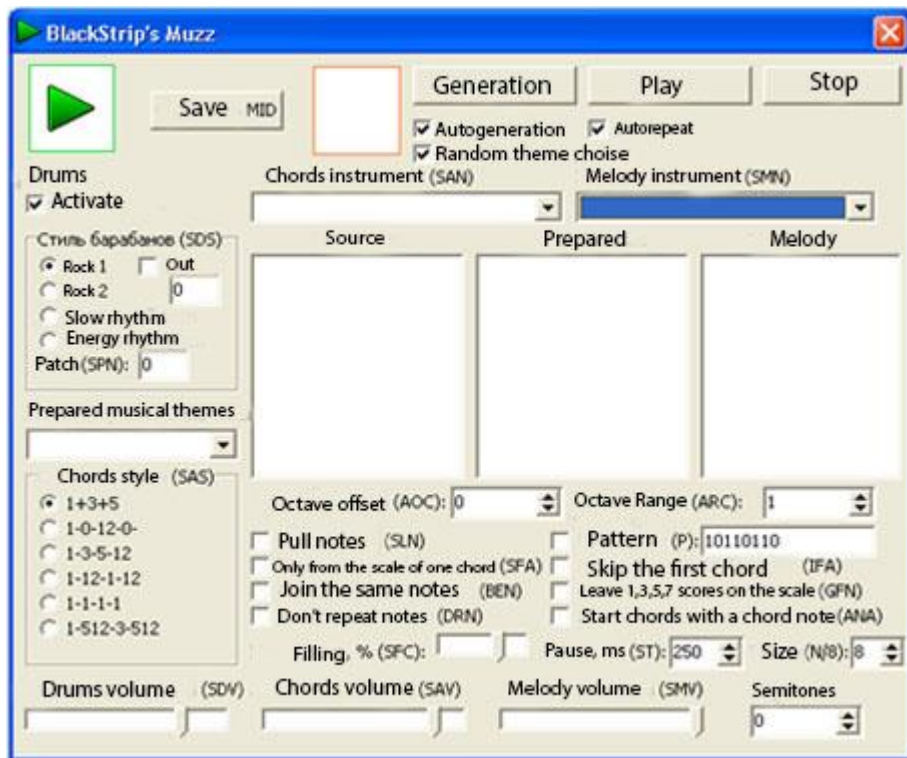 BlackStrip's Muzz
Generation Play Stop
Save MID
Autogeneration Autorepeat
Random theme choise
Drums Chords instrument (SAN) Melody instrument (SMN)
Activate
Стиль барабанов (SDS) Source Prepared Melody
Rock 1 Out
Rock 2 0
Slow rhythm
Energy rhythm
Patch (SPN): 0
Prepared musical themes
Chords style (SAS)
1+3+5 Octave offset (AOC): 0 Octave Range (ARC): 1
1-0-12-0- Pull notes (SLN) Pattern (P): 10110110
1-3-5-12 Only from the scale of one chord (SFA) Skip the first chord (IFA)
1-12-1-12 Join the same notes (BEN) Leave 1,3,5,7 scores on the scale (GFN)
1-1-1-1 Don't repeat notes (DRN) Start chords with a chord note (ANA)
1-512-3-512
Filling, % (SFC): Pause, ms (ST): 250 Size (N/8): 8
Drums volume (SDV) Chords volume (SAV) Melody volume (SMV) Semitones
0